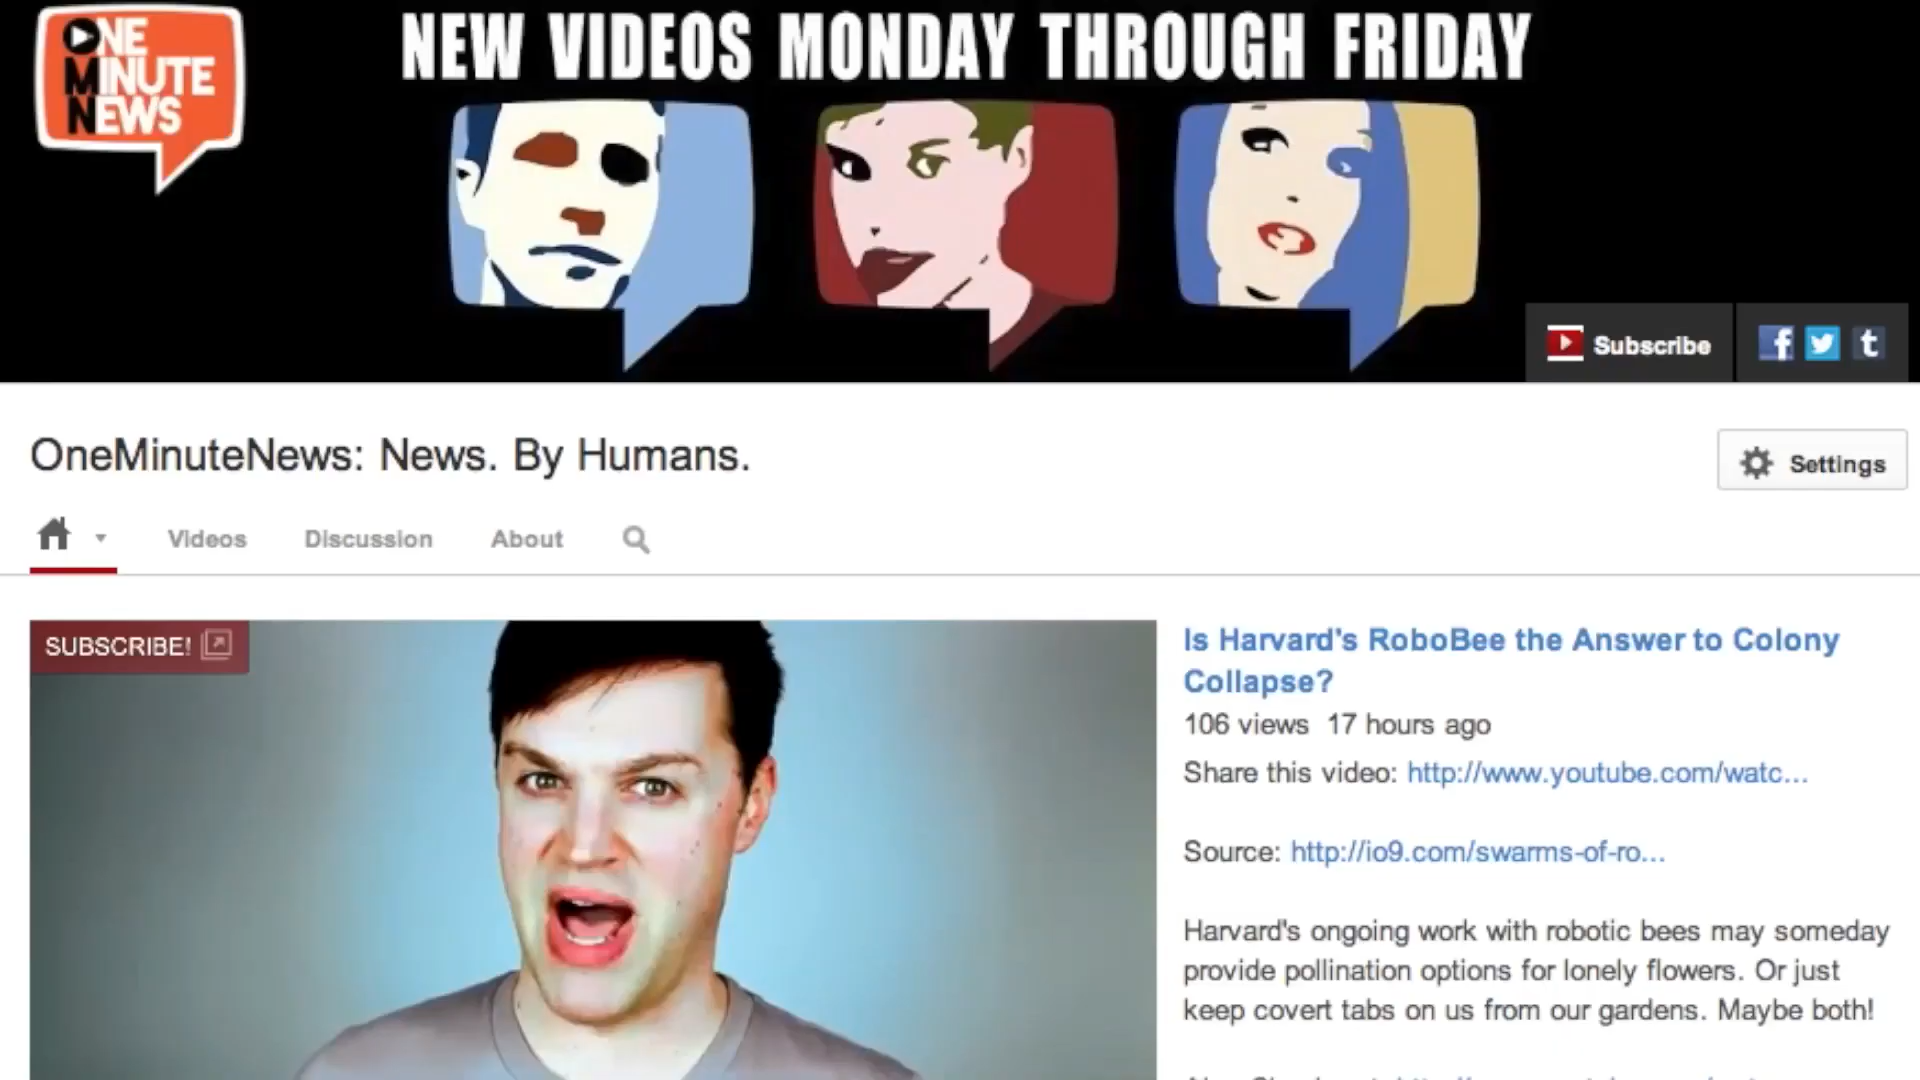 ONE
MINUTE
NEWS
NEW VIDEOS MONDAY THROUGH FRIDAY
Subscribe
f t
OneMinuteNews: News. By Humans.
Settings
Videos Discussion About
SUBSCRIBE!
Is Harvard's RoboBee the Answer to Colony
Collapse?
106 views 17 hours ago
Share this video: http://www.youtube.com/watc...
Source: http://io9.com/swarms-of-ro...
Harvard's ongoing work with robotic bees may someday
provide pollination options for lonely flowers. Or just
keep covert tabs on us from our gardens. Maybe both!